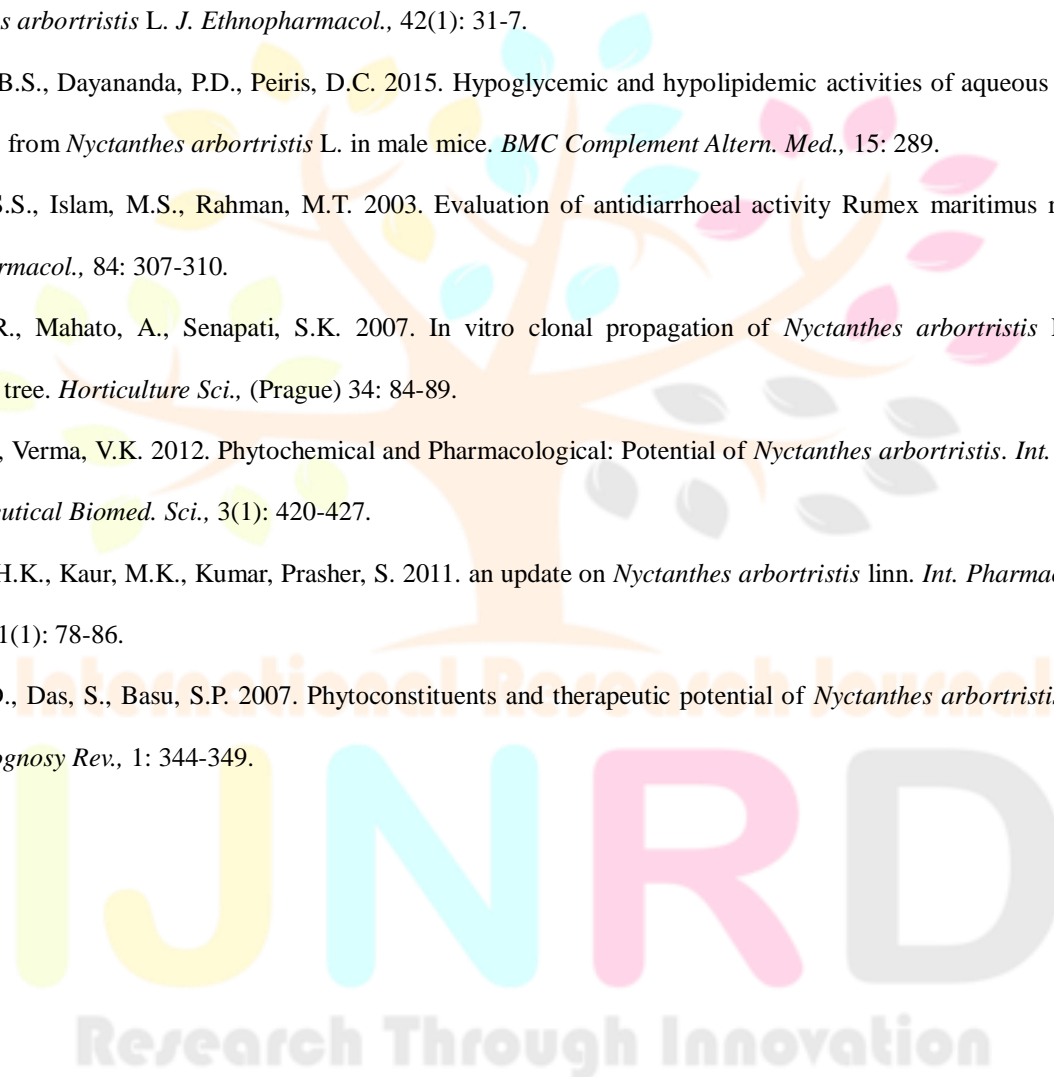 s arbortristis L. J. Ethnopharmacol., 42(1): 31-7.
B.S., Dayananda, P.D., Peiris, D.C. 2015. Hypoglycemic and hypolipidemic activities of aqueous
from Nyctanthes arbortristis L. in male mice. BMC Complement Altern. Med., 15: 289.
S.S., Islam, M.S., Rahman, M.T. 2003. Evaluation of antidiarrhoeal activity Rumex maritimus
rmacol., 84: 307-310.
R., Mahato, A., Senapati, S.K. 2007. In vitro clonal propagation of Nyctanthes arbortristis
tree. Horticulture Sci., (Prague) 34: 84-89.
, Verma, V.K. 2012. Phytochemical and Pharmacological: Potential of Nyctanthes arbortristis. Int.
eutical Biomed. Sci., 3(1): 420-427.
H.K., Kaur, M.K., Kumar, Prasher, S. 2011. an update on Nyctanthes arbortristis linn. Int. Pharmac
1(1): 78-86.
International Research Journal
D., Das, S., Basu, S.P. 2007. Phytoconstituents and therapeutic potential of Nyctanthes arbortristis
ognosy Rev., 1: 344-349.
IJNRD
Research Through Innovation